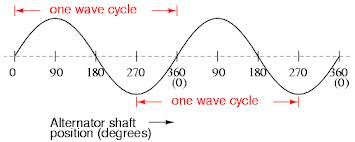 one wave cycle
0 90 180 270 360 90 180 270 360
(0) (0)
one wave cycle
Alternator shaft
position (degrees)